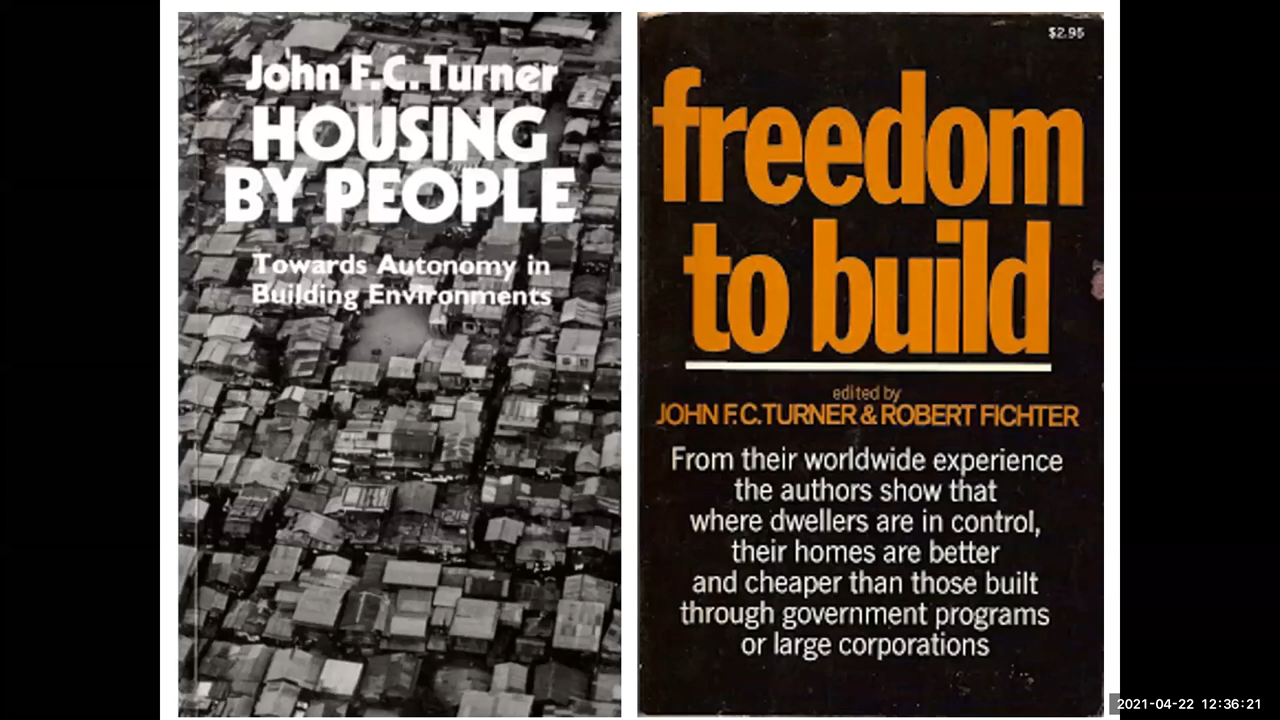 John F.C.Turner
HOUSING
BY PEOPLE
Towards Autonomy in
Building Environments
$2.95
freedom
to build
edited by
JOHN F.C.TURNER & ROBERT FICHTER
From their worldwide experience
the authors show that
where dwellers are in control,
their homes are better
and cheaper than those built
through government programs
or large corporations
2021-04-22 12:36:21